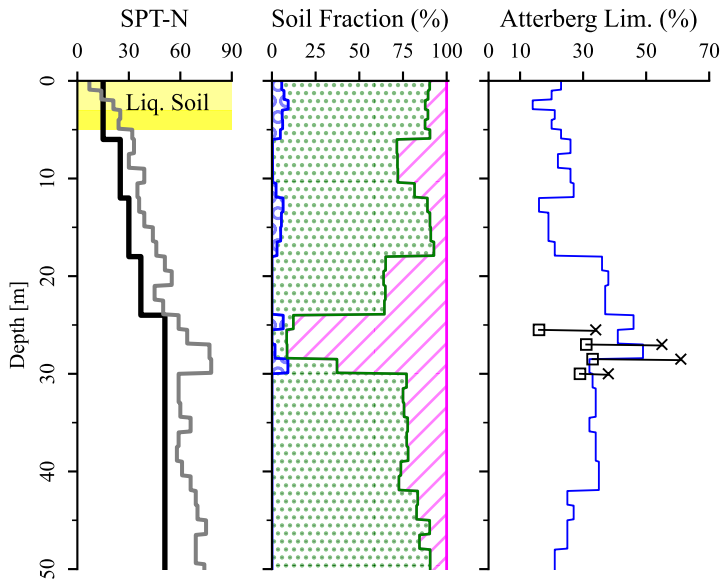 SPT-N Soil Fraction (%) Atterberg Lim. (%)
0 30 60 90 0 25 50 75 100 0 10 30 50 70
0
Liq. Soil
10
20
Depth [m]
30
40
50